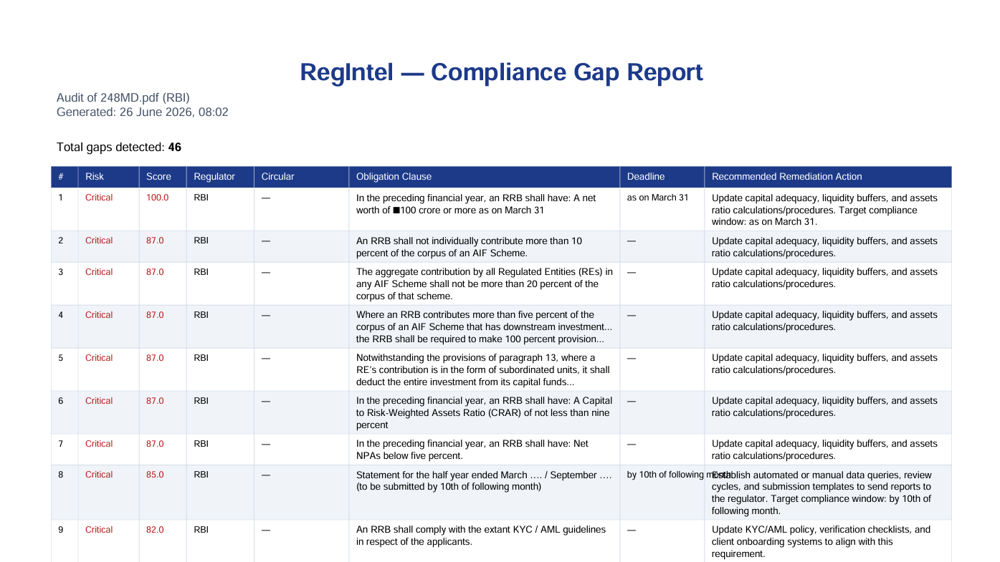 RegIntel — Compliance Gap Report
Audit of 248MD.pdf (RBI)
Generated: 26 June 2026, 08:02
Total gaps detected: 46
# Risk Score Regulator Circular Obligation Clause Deadline Recommended Remediation Action
1 Critical 100.0 RBI — In the preceding financial year, an RRB shall have: A net
worth of ■100 crore or more as on March 31
as on March 31
Update capital adequacy, liquidity buffers, and assets
ratio calculations/procedures. Target compliance
window: as on March 31.
2 Critical 87.0 RBI — An RRB shall not individually contribute more than 10
percent of the corpus of an AIF Scheme.
—
Update capital adequacy, liquidity buffers, and assets
ratio calculations/procedures.
3 Critical 87.0 RBI — The aggregate contribution by all Regulated Entities (REs) in
any AIF Scheme shall not be more than 20 percent of the
corpus of that scheme.
—
Update capital adequacy, liquidity buffers, and assets
ratio calculations/procedures.
4 Critical 87.0 RBI — Where an RRB contributes more than five percent of the
corpus of an AIF Scheme that has downstream investment...
the RRB shall be required to make 100 percent provision...
—
Update capital adequacy, liquidity buffers, and assets
ratio calculations/procedures.
5 Critical 87.0 RBI — Notwithstanding the provisions of paragraph 13, where a
RE's contribution is in the form of subordinated units, it shall
deduct the entire investment from its capital funds...
—
Update capital adequacy, liquidity buffers, and assets
ratio calculations/procedures.
6 Critical 87.0 RBI — In the preceding financial year, an RRB shall have: A Capital
to Risk-Weighted Assets Ratio (CRAR) of not less than nine
percent
—
Update capital adequacy, liquidity buffers, and assets
ratio calculations/procedures.
7 Critical 87.0 RBI — In the preceding financial year, an RRB shall have: Net
NPAs below five percent.
—
Update capital adequacy, liquidity buffers, and assets
ratio calculations/procedures.
8 Critical 85.0 RBI — Statement for the half year ended March …. / September ….
(to be submitted by 10th of following month)
by 10th of following month
Establish automated or manual data queries, review
cycles, and submission templates to send reports to
the regulator. Target compliance window: by 10th of
following month.
9 Critical 82.0 RBI — An RRB shall comply with the extant KYC / AML guidelines
in respect of the applicants.
—
Update KYC/AML policy, verification checklists, and
client onboarding systems to align with this
requirement.